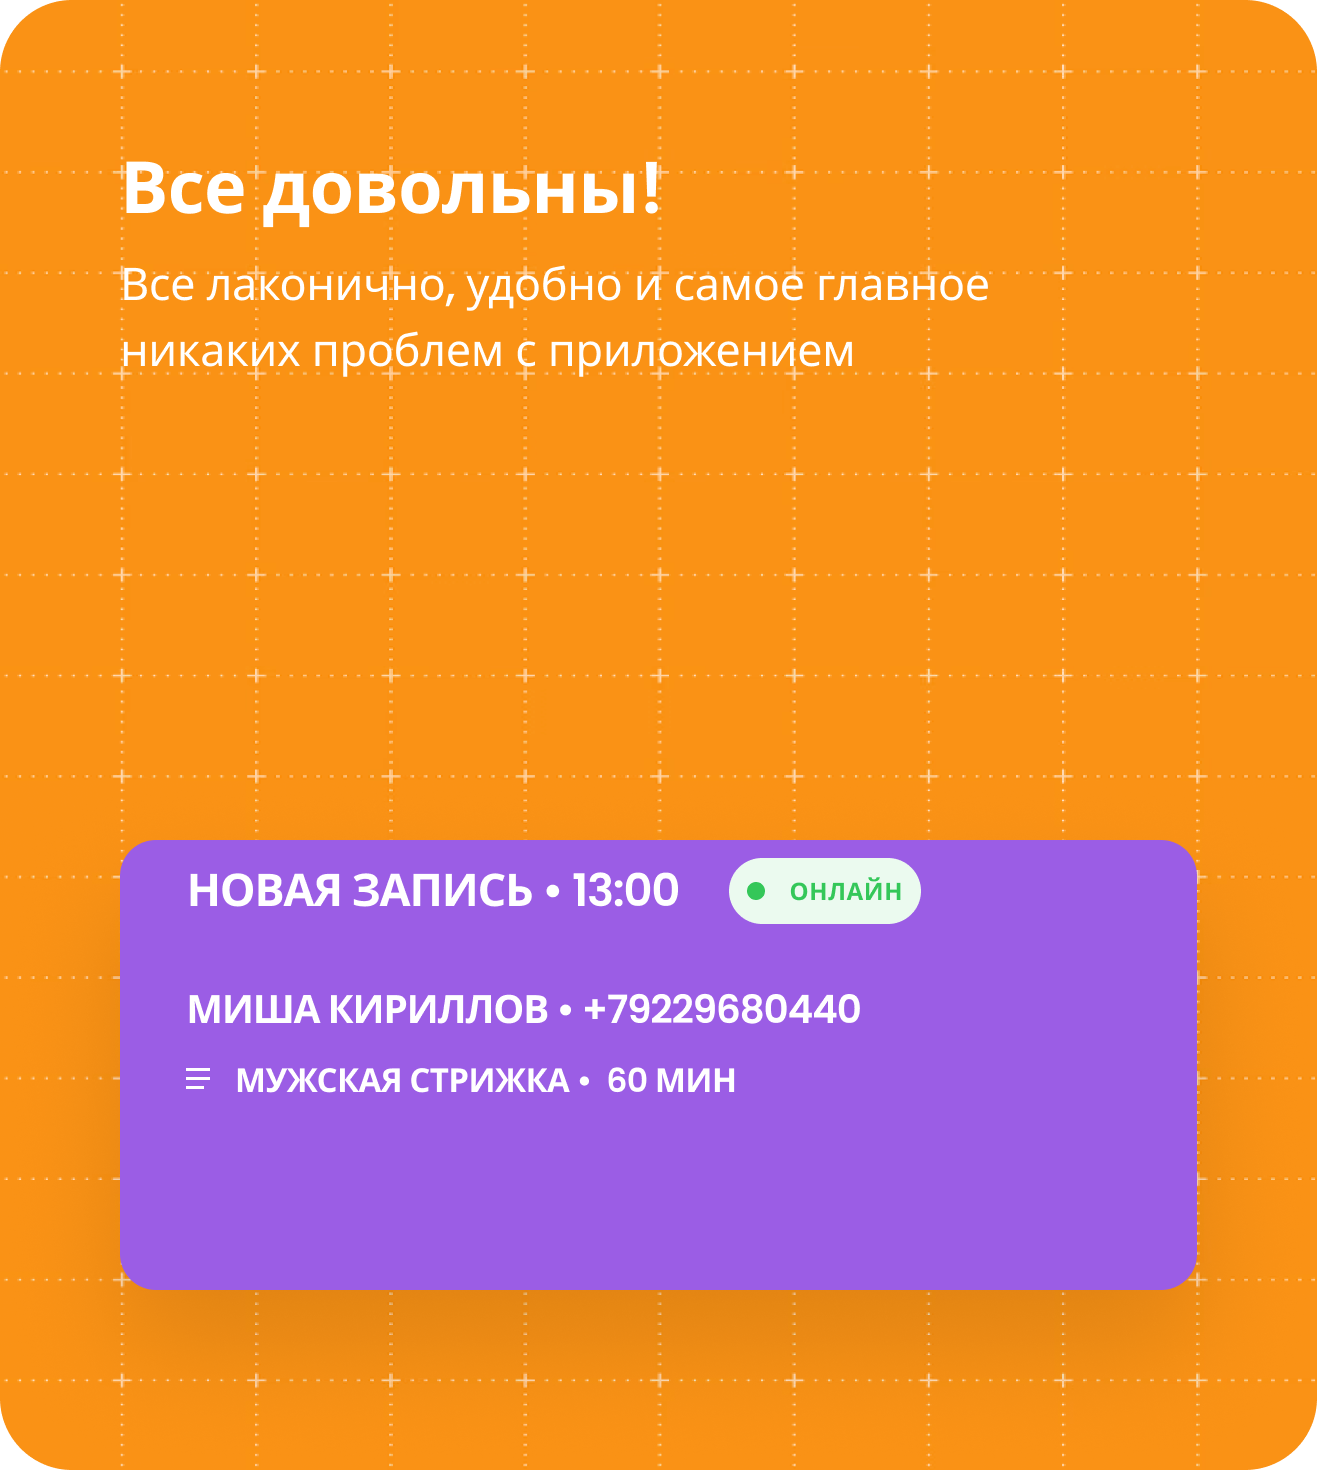 Все довольны!
Все лаконично, удобно и самое главное
никаких проблем с приложением
НОВАЯ ЗАПИСЬ • 13:00 ОНЛАЙН
МИША КИРИЛЛОВ • +79229680440
МУЖСКАЯ СТРИЖКА • 60 МИН